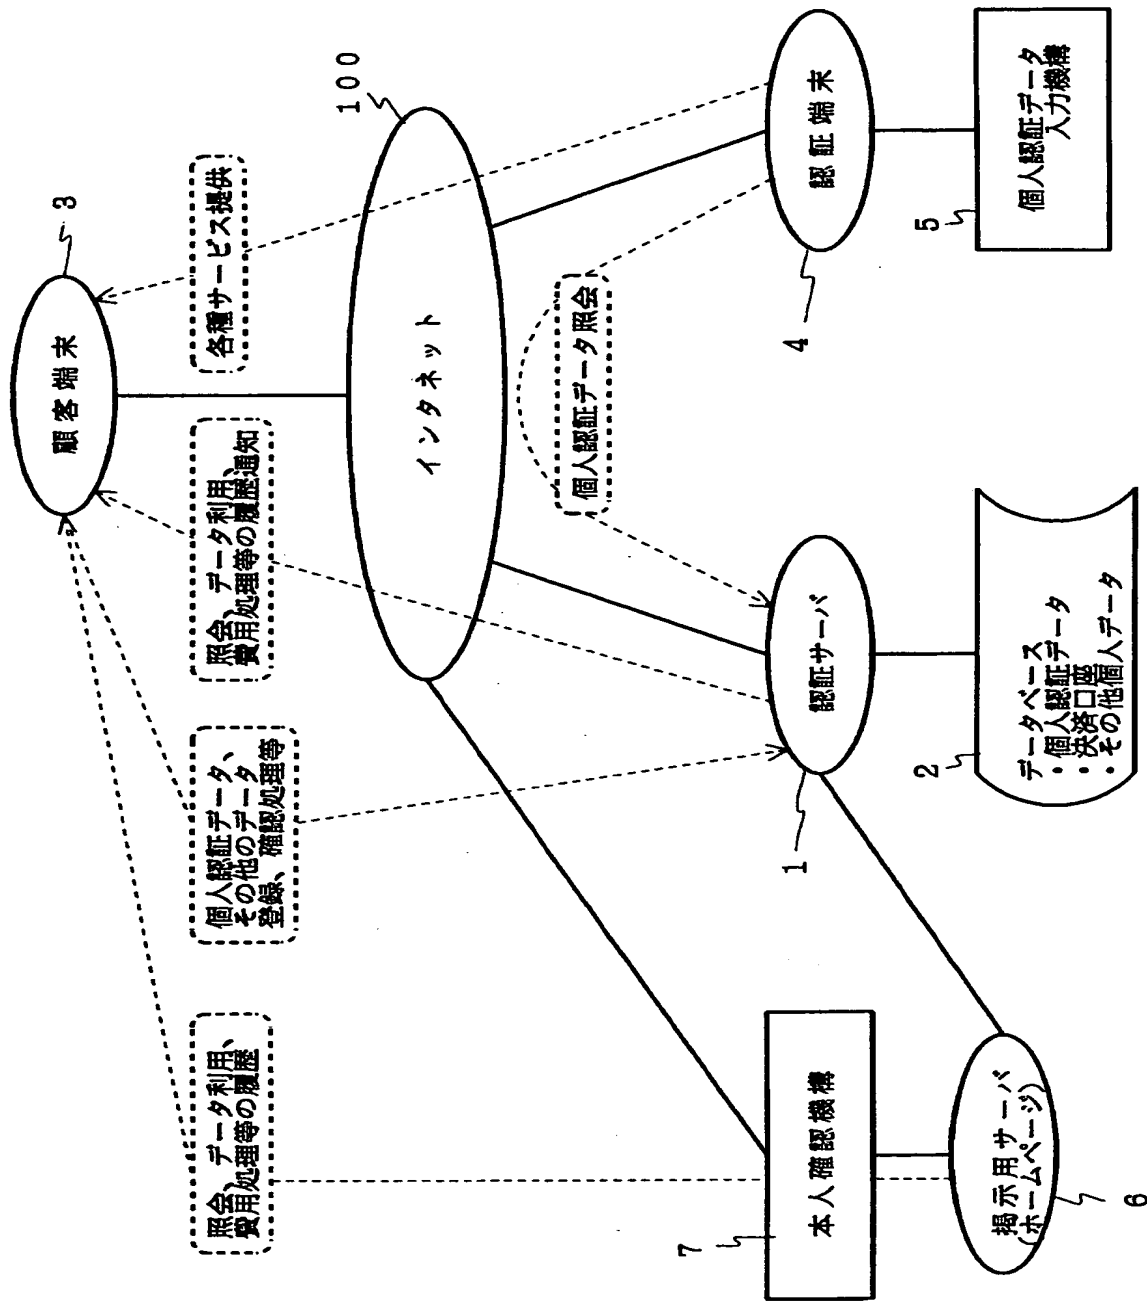 顧客端末
3
照会、データ利用、
費用処理等の履歴
個人認証データ、
その他のデータ
登録、確認処理等
照会、データ利用、
費用処理等の履歴通知
各種サービス提供
インタネット
100
個人認証データ照会
本人確認機構
7
認証サーバ
1
認証端末
4
掲示用サーバ
(ホームページ)
6
データベース
・個人認証データ
・決済口座
・その他個人データ
2
個人認証データ
入力機構
5